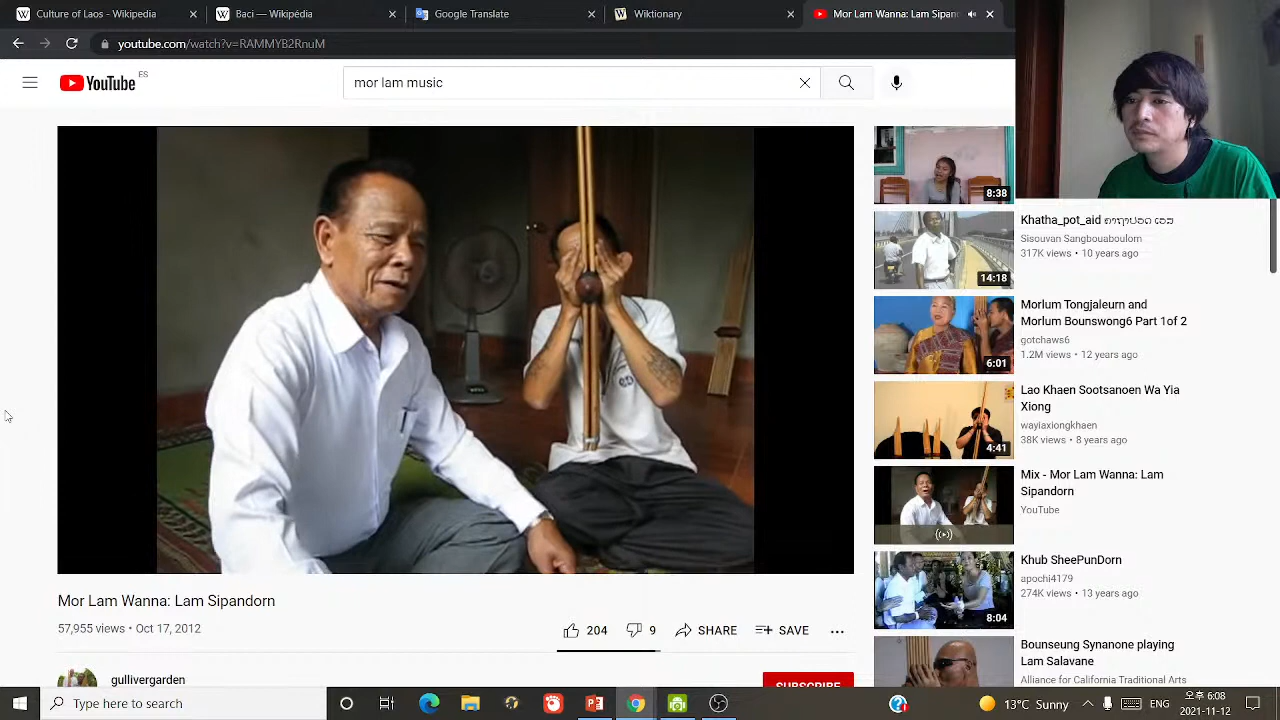 Culture of Laos - Wikipedia
Baci — Wikipédia
Google Translate
Wiktionary
Mor Lam Wanna: Lam Sipan
youtube.com/watch?v=RAMMYB2RnuM
YouTube ES
mor lam music
8:38
Khatha_pot_aid
Sisouvan Sangbouaboulom
317K views • 10 years ago
14:18
Morlum Tongjaleurn and
Morlum Bounswong6 Part 1of 2
gotchaws6
1.2M views • 12 years ago
6:01
Lao Khaen Sootsanoen Wa Yia
Xiong
wayiaxiongkhaen
38K views • 8 years ago
4:41
Mix - Mor Lam Wanna: Lam
Sipandorn
YouTube
Khub SheePunDorn
apochi4179
274K views • 13 years ago
8:04
Bounseung Synanone playing
Lam Salavane
Alliance for California Traditional Arts
Mor Lam Wanna: Lam Sipandorn
57,955 views • Oct 17, 2012
204
9
SHARE
SAVE
gullivergarden
SUBSCRIBE
Type here to search
19°C Sunny
ENG
오후 6:08
2021-11-12